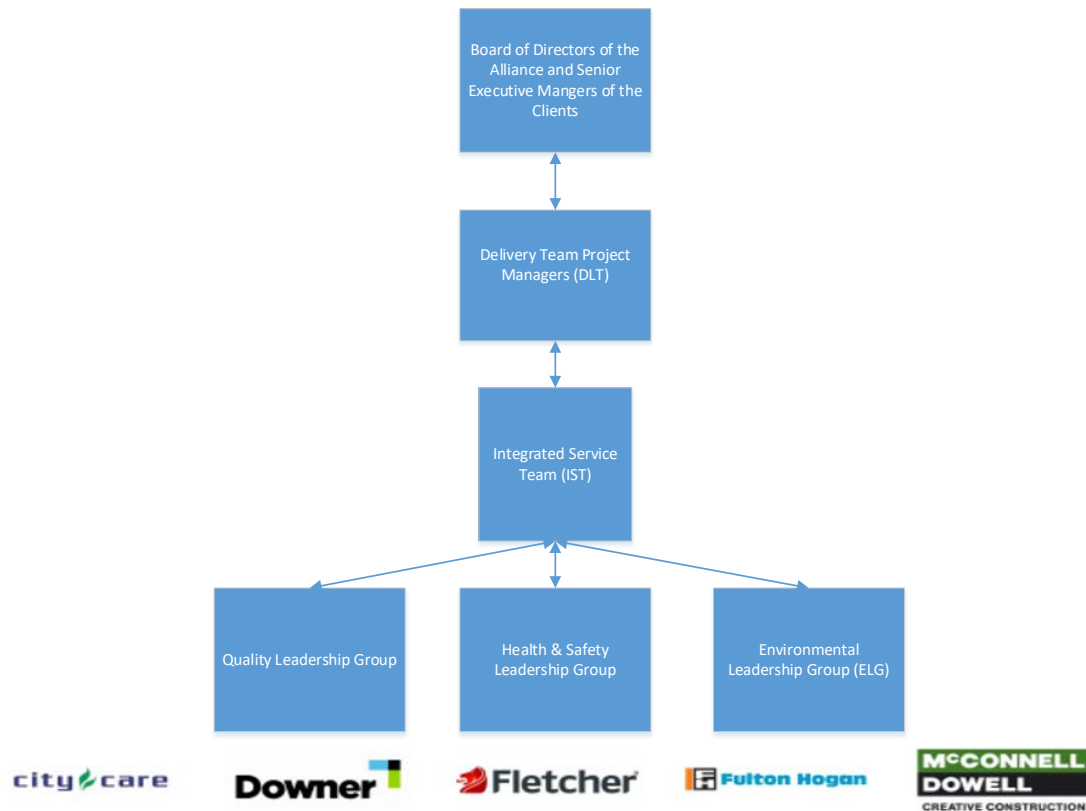 Board of Directors of the
Alliance and Senior
Executive Mangers of the
Clients
Delivery Team Project
Managers (DLT)
Integrated Service
Team (IST)
Quality Leadership Group
Health & Safety
Leadership Group
Environmental
Leadership Group (ELG)
city care
Downer
Fletcher
Fulton Hogan
MCCONNELL
DOWELL
CREATIVE CONSTRUCTION